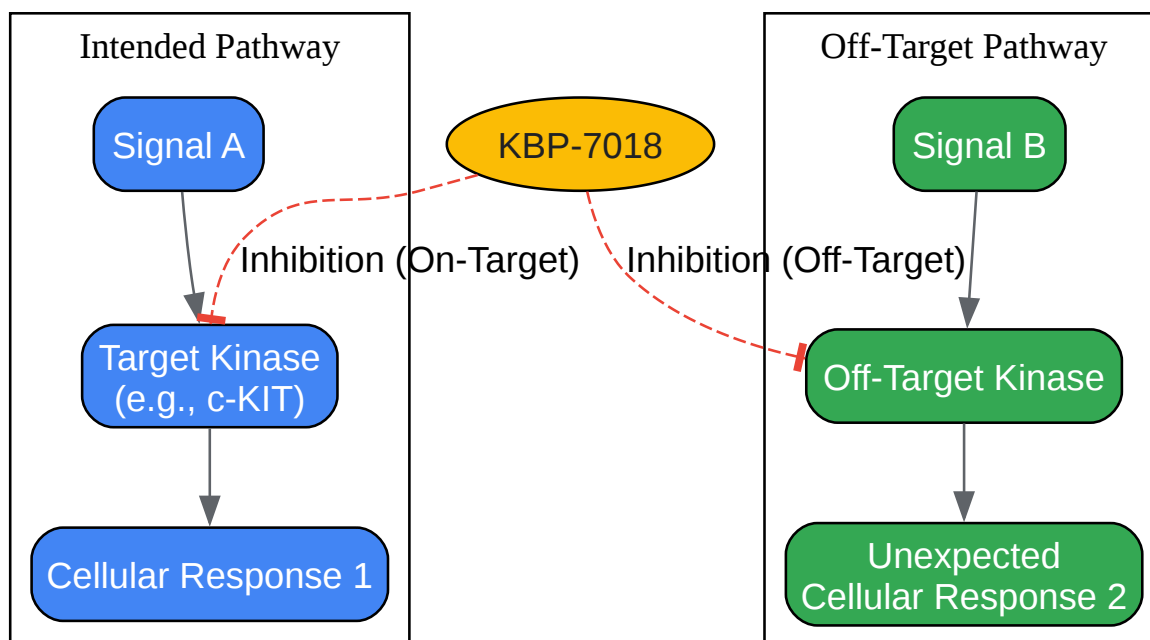 Intended Pathway
Off-Target Pathway
Signal A
KBP-7018
Signal B
Inhibition (On-Target)
Inhibition (Off-Target)
Target Kinase
(e.g., c-KIT)
Off-Target Kinase
Cellular Response 1
Unexpected
Cellular Response 2